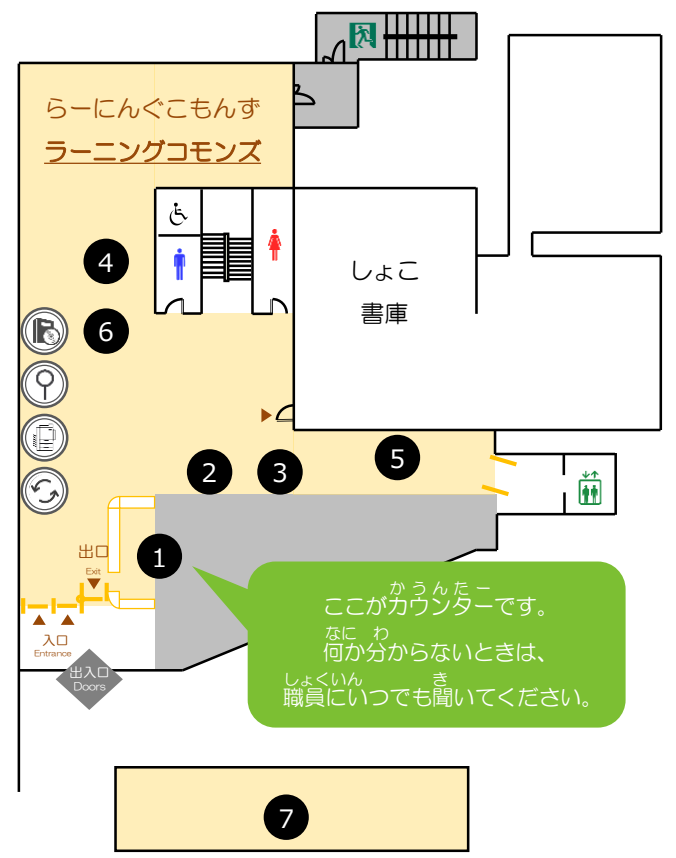 らーにんぐこもんず
ラーニングコモンズ
4
しょこ
書庫
6
2
3
5
出口
Exit
1
入口
Entrance
出入口
Doors
かうんたー
ここがカウンターです。
なに わ
何か分からないときは、
しょくいん き
職員にいつでも聞いてください。
7